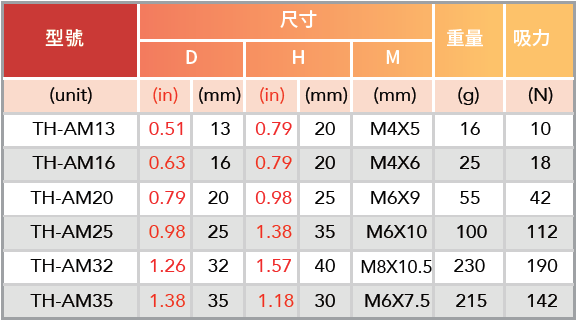 型號 尺寸 重量 吸力
D H M
(unit) (in) (mm) (in) (mm) (mm) (g) (N)
TH-AM13 0.51 13 0.79 20 M4X5 16 10
TH-AM16 0.63 16 0.79 20 M4X6 25 18
TH-AM20 0.79 20 0.98 25 M6X9 55 42
TH-AM25 0.98 25 1.38 35 M6X10 100 112
TH-AM32 1.26 32 1.57 40 M8X10.5 230 190
TH-AM35 1.38 35 1.18 30 M6X7.5 215 142